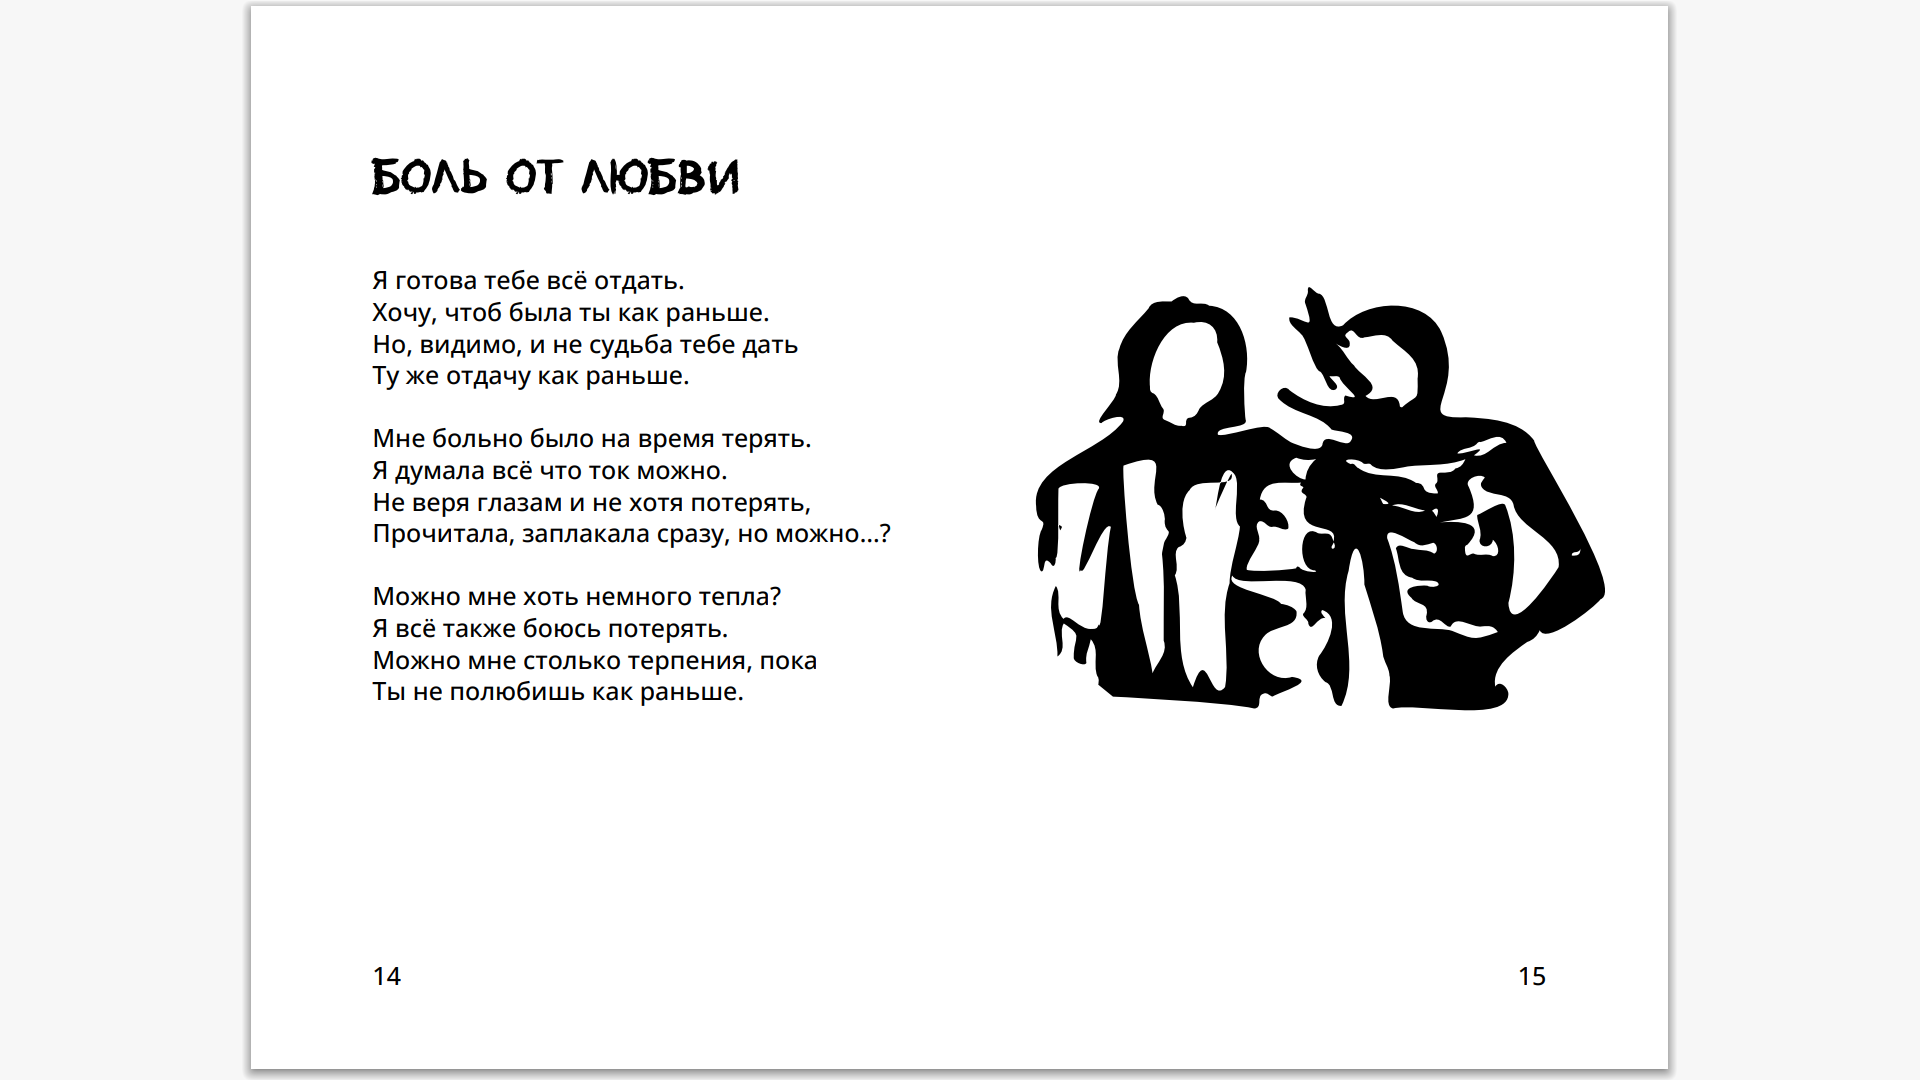 БОЛЬ ОТ ЛЮБВИ
Я готова тебе всё отдать.
Хочу, чтоб была ты как раньше.
Но, видимо, и не судьба тебе дать
Ту же отдачу как раньше.
Мне больно было на время терять.
Я думала всё что ток можно.
Не веря глазам и не хотя потерять,
Прочитала, заплакала сразу, но можно...?
Можно мне хоть немного тепла?
Я всё также боюсь потерять.
Можно мне столько терпения, пока
Ты не полюбишь как раньше.
14
15